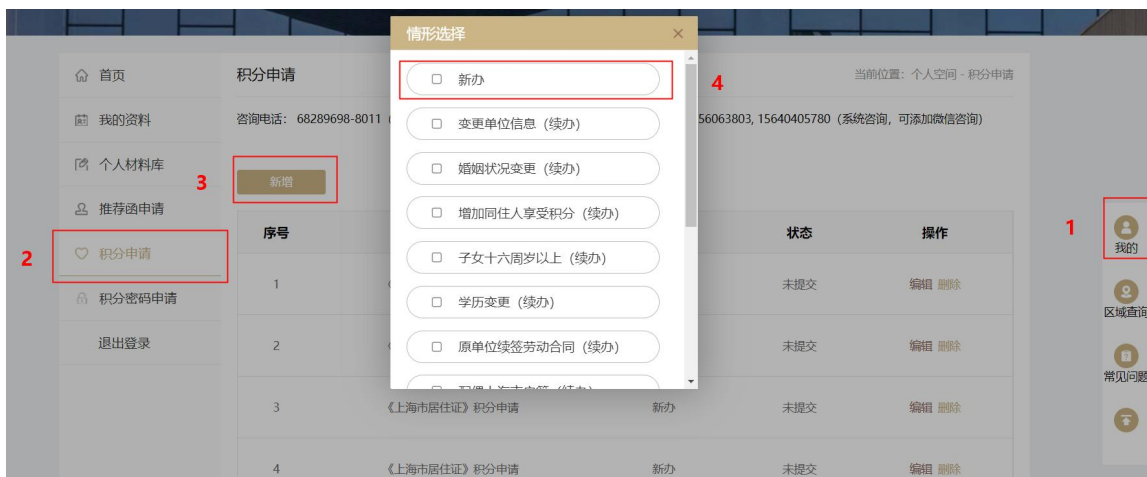 情形选择
×
首页
我的资料
个人材料库
推荐函申请
2
积分申请
积分密码申请
退出登录
积分申请
当前位置：个人空间 - 积分申请
咨询电话： 68289698-8011
56063803, 15640405780（系统咨询，可添加微信咨询)
3
新增
新办
4
变更单位信息（续办）
婚姻状况变更（续办）
增加同住人享受积分（续办）
子女十六周岁以上（续办）
学历变更（续办）
原单位续签劳动合同（续办）
序号 状态 操作
1 未提交 编辑 删除
2 未提交 编辑 删除
3 《上海市居住证》积分申请 新办 未提交 编辑 删除
4 《上海市居住证》积分申请 新办 未提交 编辑 删除
1
我的
区域查询
常见问题